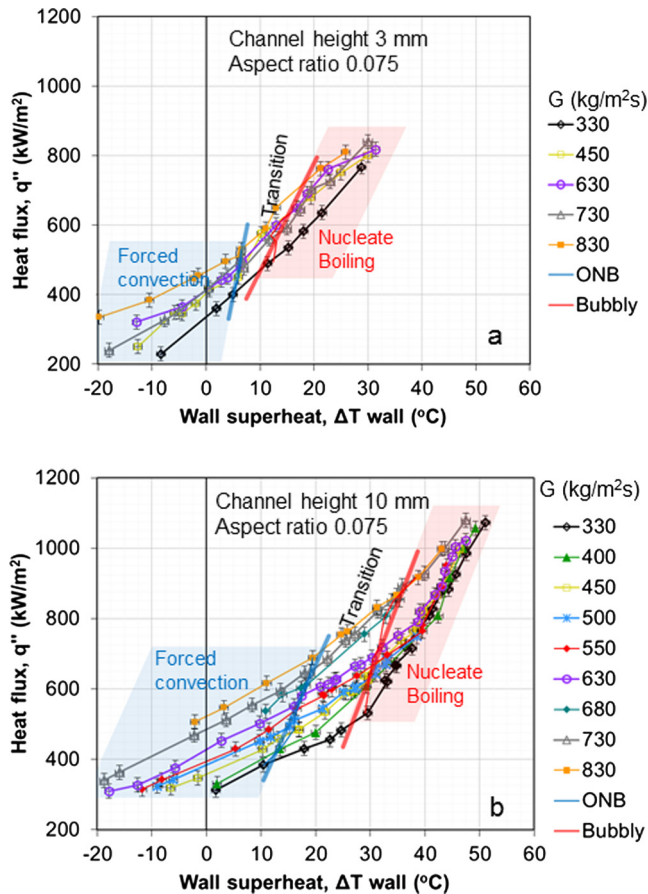 1200
1000
800
600
400
200
Heat flux, q" (kW/m²)
Channel height 3 mm
Aspect ratio 0.075
Transition
Forced
convection
Nucleate
Boiling
a
-20 -10 0 10 20 30 40 50 60
Wall superheat, ΔT wall (°C)
G (kg/m²s)
330
450
630
730
830
ONB
Bubbly
1200
1000
800
600
400
200
Heat flux, q" (kW/m²)
Channel height 10 mm
Aspect ratio 0.075
Transition
Forced
convection
Nucleate
Boiling
b
-20 -10 0 10 20 30 40 50 60
Wall superheat, ΔT wall (°C)
G (kg/m²s)
330
400
450
500
550
630
680
730
830
ONB
Bubbly